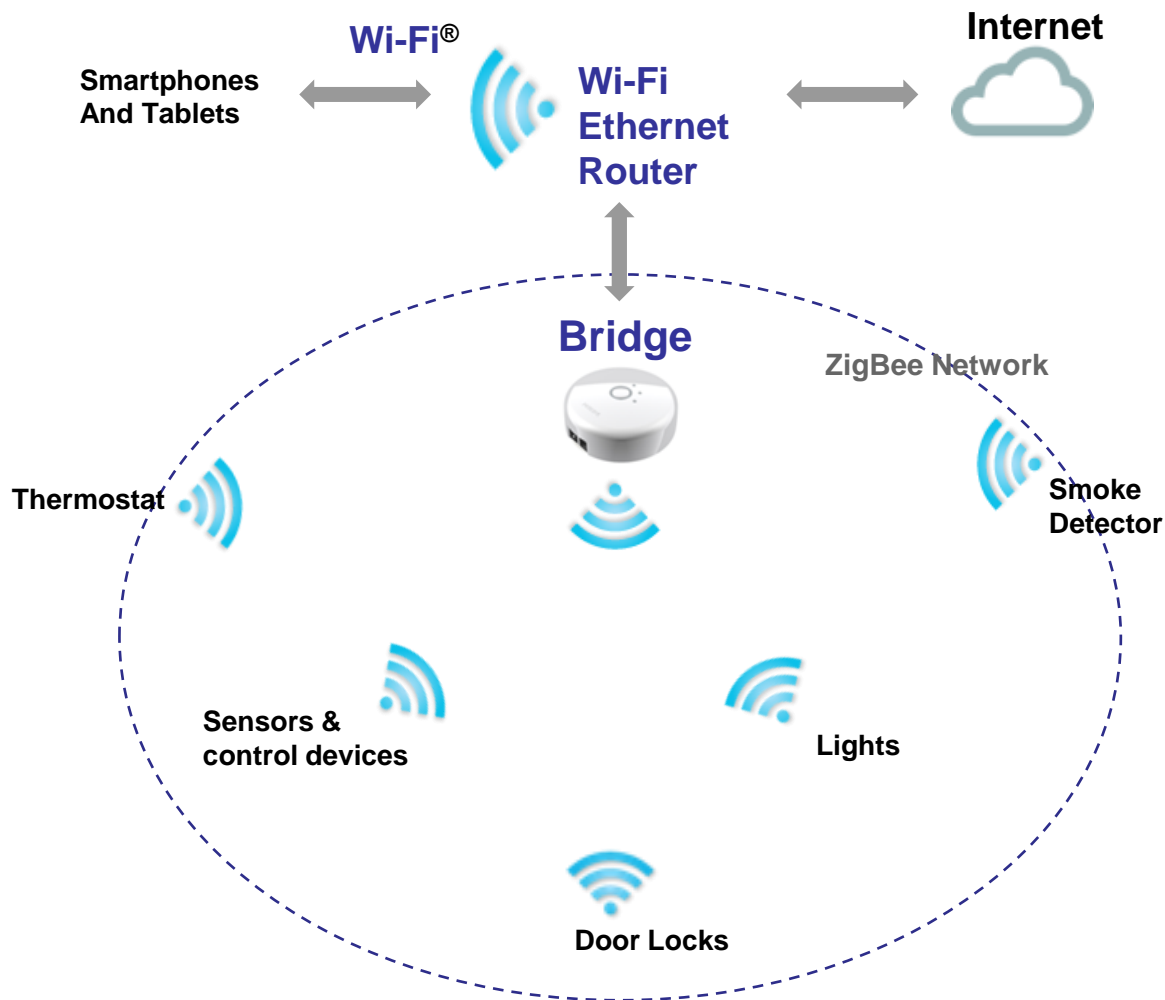 Internet
Wi-Fi®
Smartphones
And Tablets
Wi-Fi
Ethernet
Router
Bridge
ZigBee Network
Thermostat
Smoke
Detector
Sensors &
control devices
Lights
Door Locks